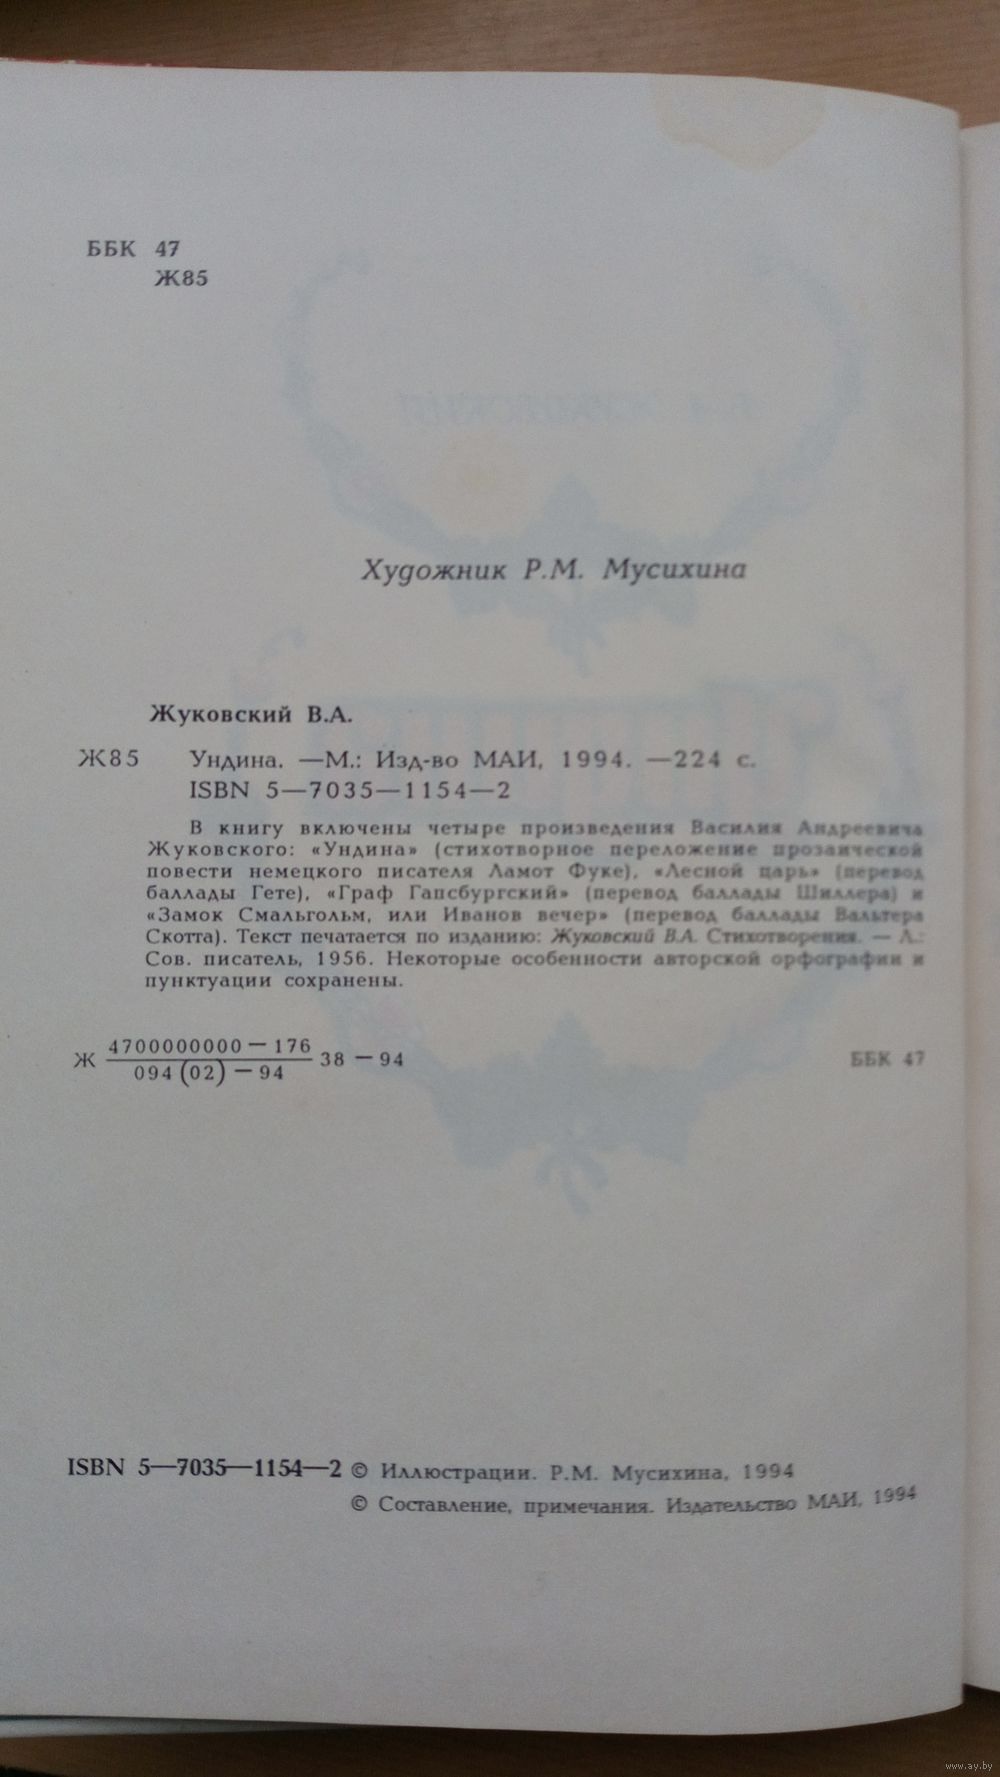 ББК 47
Ж85
Художник Р.М. Мусихина
Жуковский В.А.
Ж85 Ундина. —М.: Изд-во МАИ, 1994. —224 с.
ISBN 5—7035—1154—2
В книгу включены четыре произведения Василия Андреевича
Жуковского: «Ундина» (стихотворное переложение прозаической
повести немецкого писателя Ламот Фуке), «Лесной царь» (перевод
баллады Гете), «Граф Гапсбургский» (перевод баллады Шиллера) и
«Замок Смальгольм, или Иванов вечер» (перевод баллады Вальтера
Скотта). Текст печатается по изданию: Жуковский В.А. Стихотворения. — Л.:
Сов. писатель, 1956. Некоторые особенности авторской орфографии и
пунктуации сохранены.
4700000000 — 176
Ж 38 — 94 ББК 47
094(02) — 94
ISBN 5—7035—1154—2 © Иллюстрации. Р.М. Мусихина, 1994
© Составление, примечания. Издательство МАИ, 1994
www.ay.by